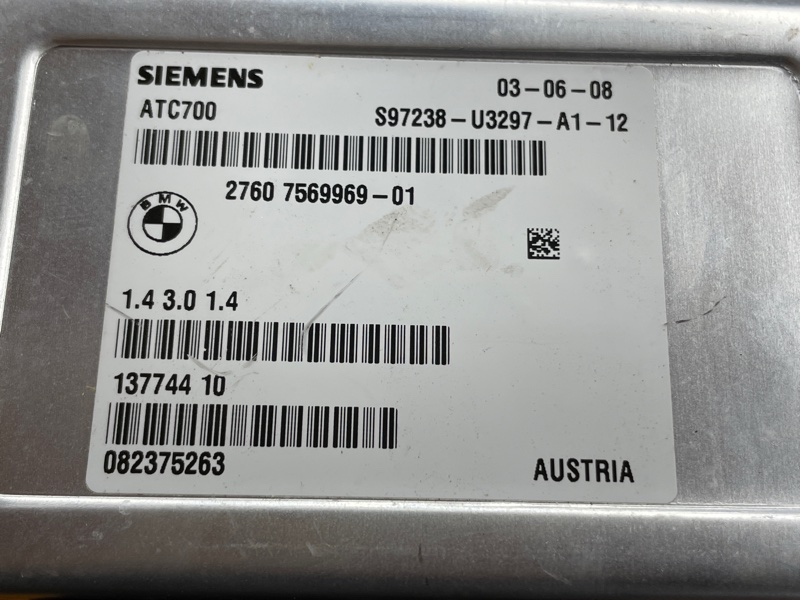 SIEMENS 03-06-08
ATC700 S97238-U3297-A1-12
2760 7569969-01
BMW
1.4 3.0 1.4
137744 10
082375263
AUSTRIA